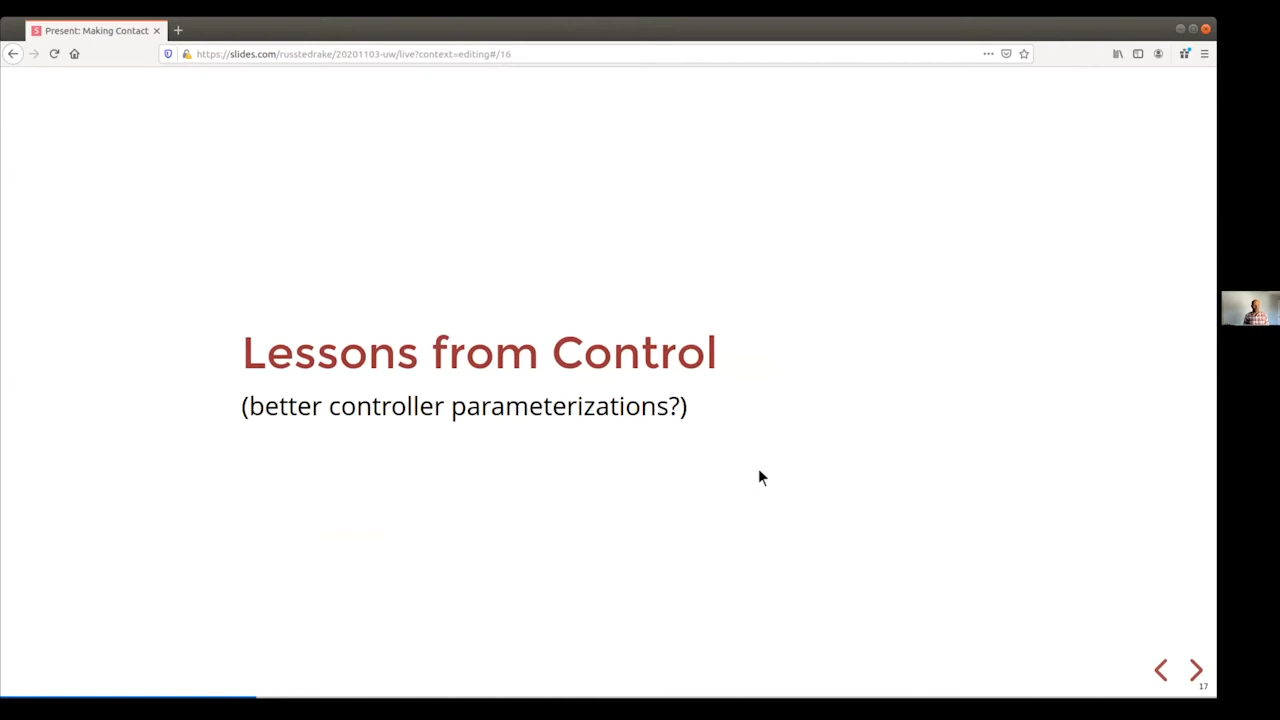 Present: Making Contact
https://slides.com/russtedrake/20201103-uw/live?context=editing#/16
Lessons from Control
(better controller parameterizations?)
17